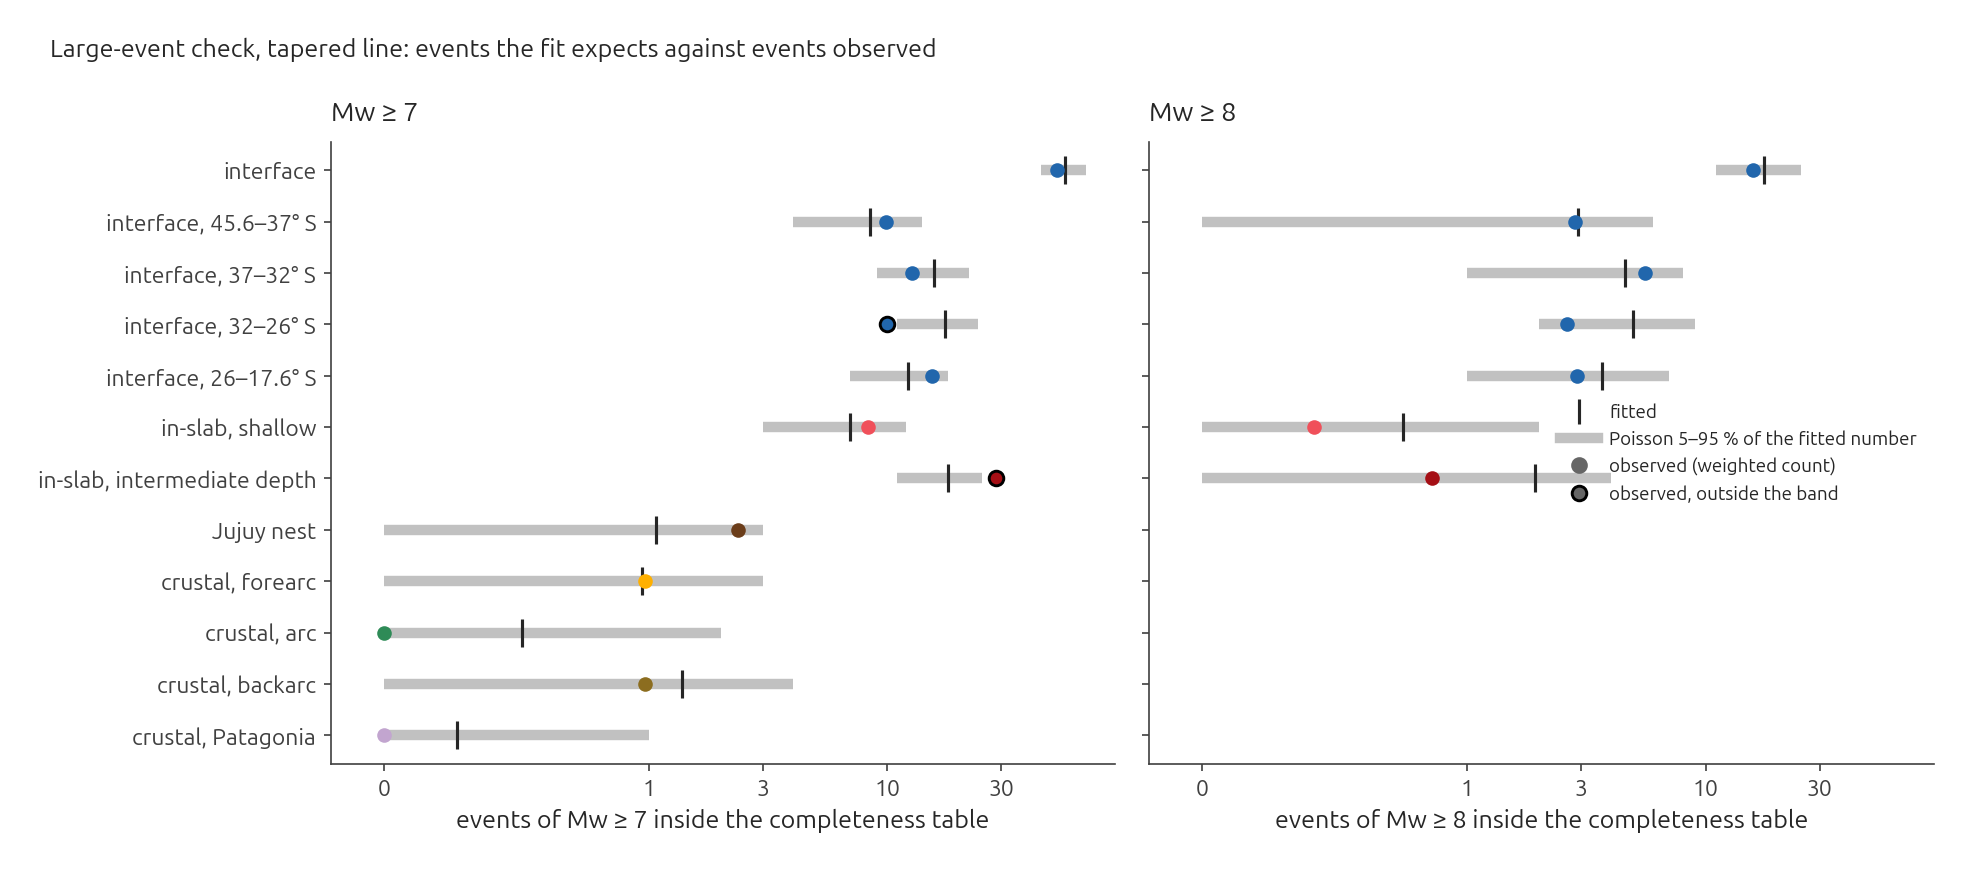 Large-event check, tapered line: events the fit expects against events observed
Mw ≥ 7
Mw ≥ 8
interface
interface, 45.6–37° S
interface, 37–32° S
interface, 32–26° S
interface, 26–17.6° S
in-slab, shallow
in-slab, intermediate depth
Jujuy nest
crustal, forearc
crustal, arc
crustal, backarc
crustal, Patagonia
fitted
Poisson 5–95 % of the fitted number
observed (weighted count)
observed, outside the band
0 1 3 10 30
0 1 3 10 30
events of Mw ≥ 7 inside the completeness table
events of Mw ≥ 8 inside the completeness table